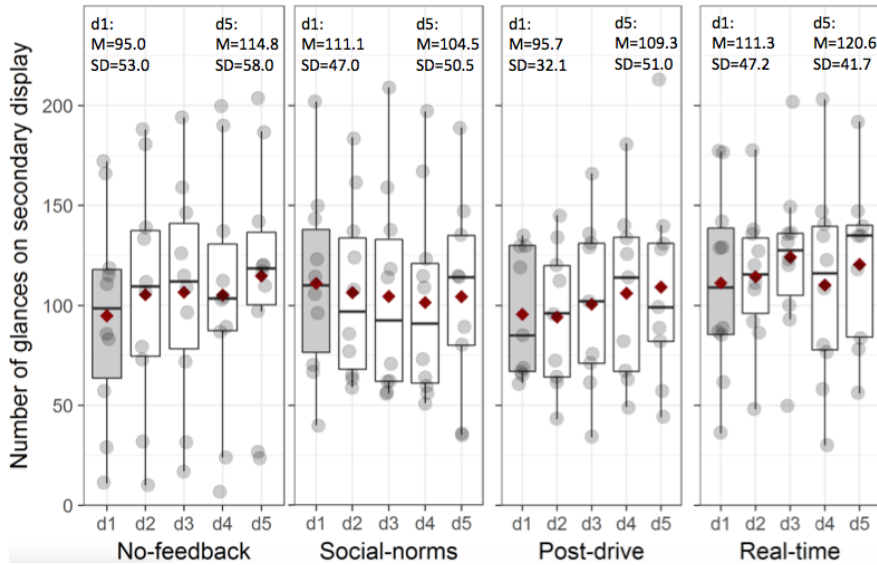 d1:
M=95.0
SD=53.0
d5:
M=114.8
SD=58.0
d1:
M=111.1
SD=47.0
d5:
M=104.5
SD=50.5
d1:
M=95.7
SD=32.1
d5:
M=109.3
SD=51.0
d1:
M=111.3
SD=47.2
d5:
M=120.6
SD=41.7
Number of glances on secondary display
200
150
100
50
0
d1 d2 d3 d4 d5
No-feedback
d1 d2 d3 d4 d5
Social-norms
d1 d2 d3 d4 d5
Post-drive
d1 d2 d3 d4 d5
Real-time